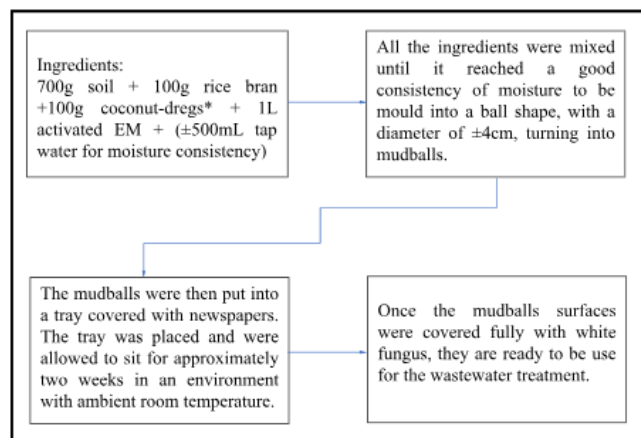 Ingredients:
700g soil + 100g rice bran
+100g coconut-dregs* + 1L
activated EM + (±500mL tap
water for moisture consistency)
All the ingredients were mixed
until it reached a good
consistency of moisture to be
mould into a ball shape, with a
diameter of ±4cm, turning into
mudballs.
The mudballs were then put into
a tray covered with newspapers.
The tray was placed and were
allowed to sit for approximately
two weeks in an environment
with ambient room temperature.
Once the mudballs surfaces
were covered fully with white
fungus, they are ready to be use
for the wastewater treatment.